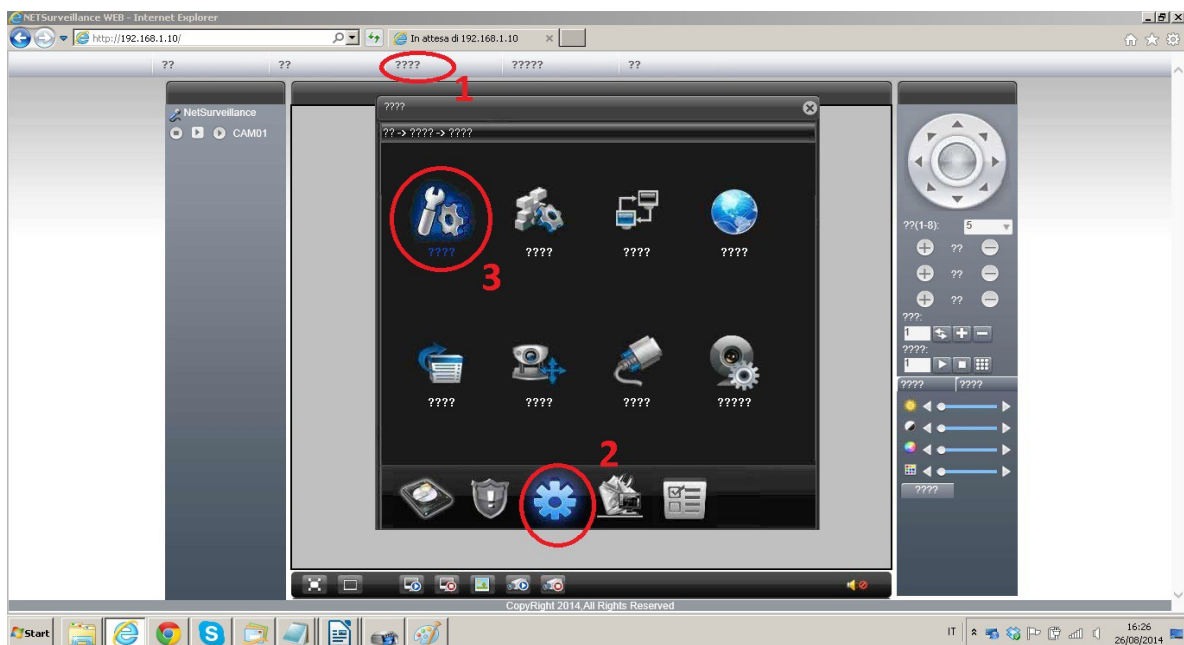 NETSurveillance WEB - Internet Explorer
http://192.168.1.10/
In attesa di 192.168.1.10
?? ?? ???? ????? ??
1
NetSurveillance
CAM01
????
?? -> ???? -> ????
???? ???? ???? ????
3
???? ???? ???? ?????
2
??(1-8): 5
??
??
??
???:
1
????:
1
???? ????
????
CopyRight 2014,All Rights Reserved
Start
IT
16:26
26/08/2014